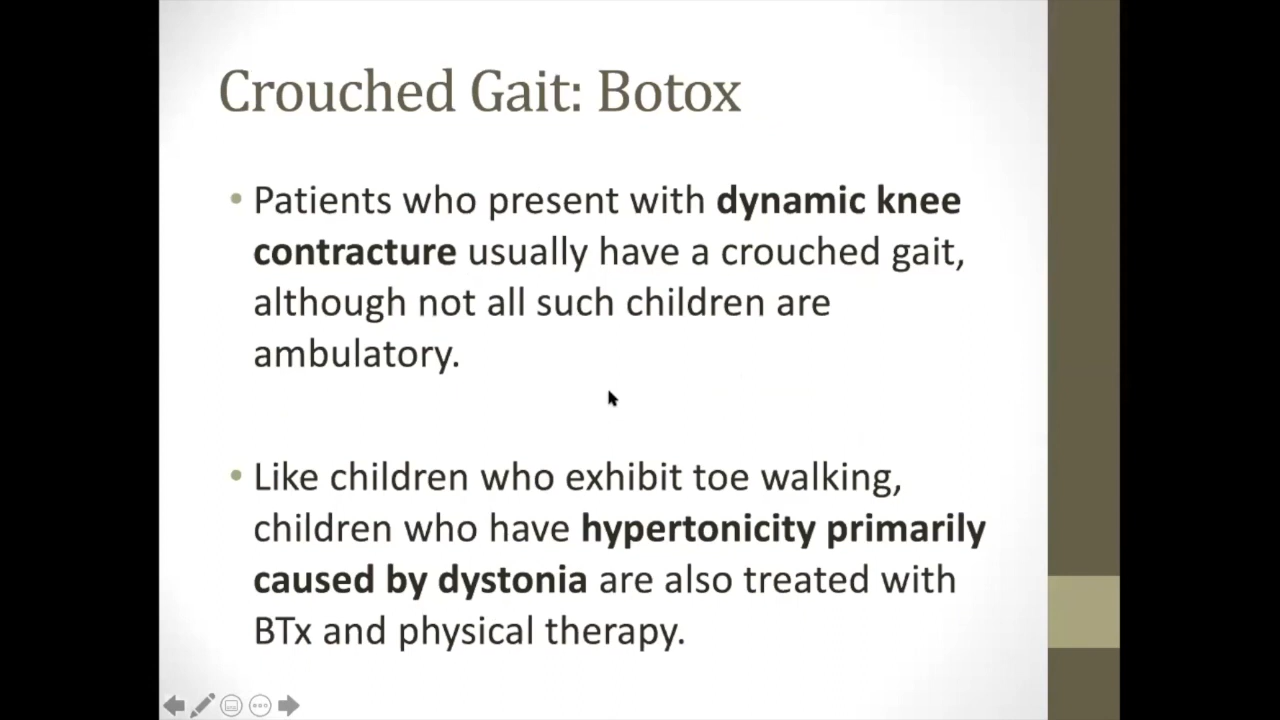 Crouched Gait: Botox
• Patients who present with dynamic knee
contracture usually have a crouched gait,
although not all such children are
ambulatory.
• Like children who exhibit toe walking,
children who have hypertonicity primarily
caused by dystonia are also treated with
BTx and physical therapy.